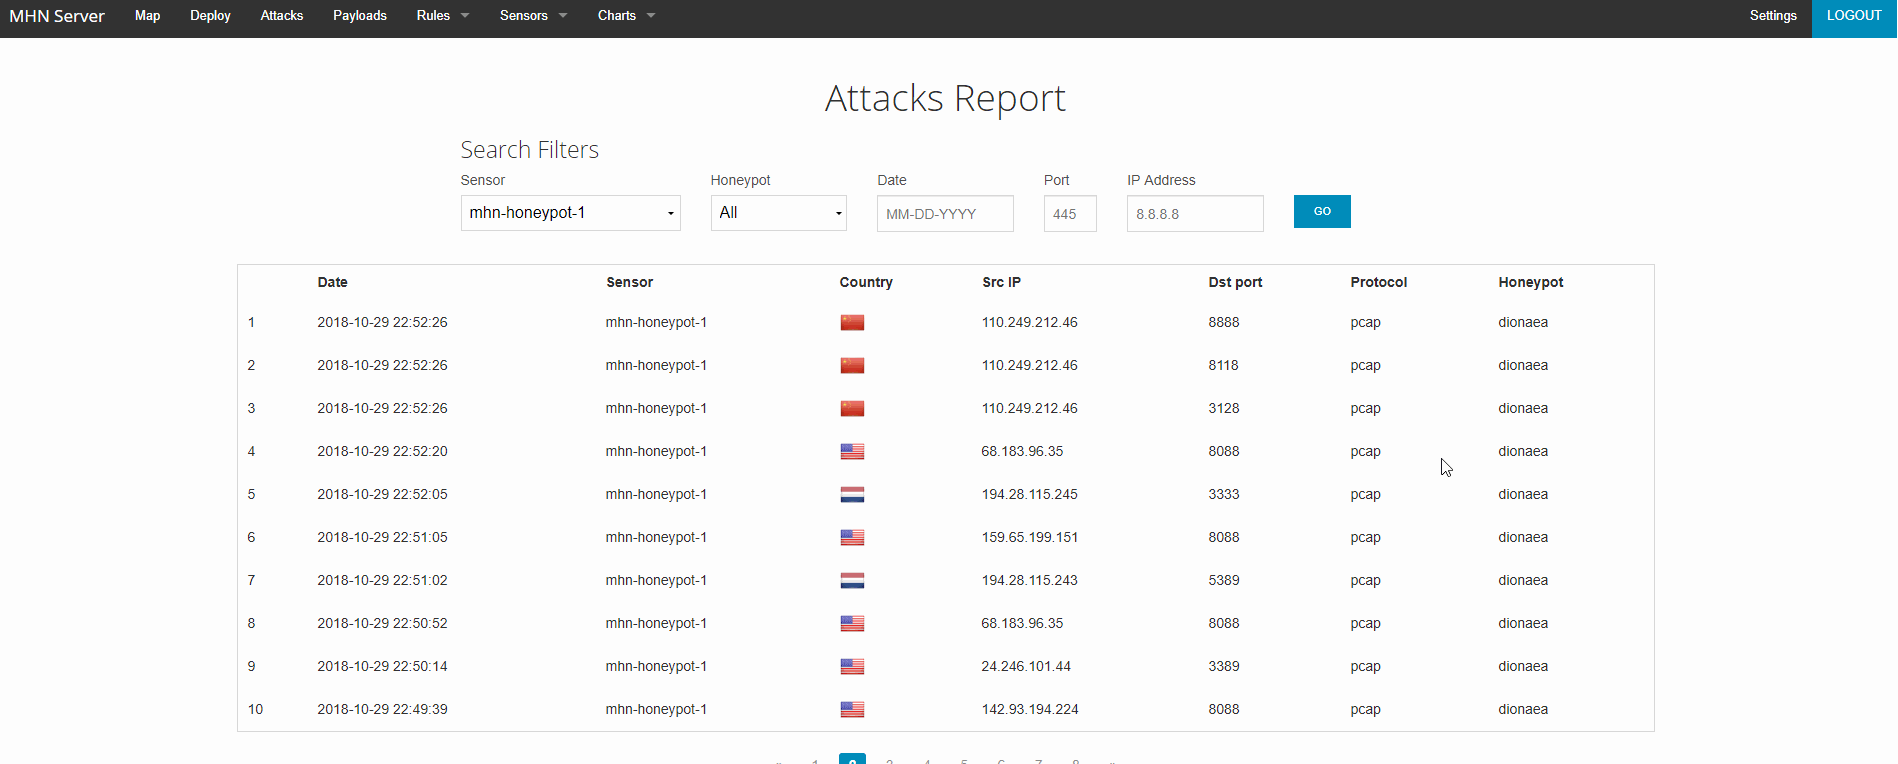 MHN Server Map Deploy Attacks Payloads Rules Sensors Charts Settings LOGOUT
Attacks Report
Search Filters
Sensor Honeypot Date Port IP Address
mhn-honeypot-1 All MM-DD-YYYY 445 8.8.8.8 GO
Date Sensor Country Src IP Dst port Protocol Honeypot
1 2018-10-29 22:52:26 mhn-honeypot-1 110.249.212.46 8888 pcap dionaea
2 2018-10-29 22:52:26 mhn-honeypot-1 110.249.212.46 8118 pcap dionaea
3 2018-10-29 22:52:26 mhn-honeypot-1 110.249.212.46 3128 pcap dionaea
4 2018-10-29 22:52:20 mhn-honeypot-1 68.183.96.35 8088 pcap dionaea
5 2018-10-29 22:52:05 mhn-honeypot-1 194.28.115.245 3333 pcap dionaea
6 2018-10-29 22:51:05 mhn-honeypot-1 159.65.199.151 8088 pcap dionaea
7 2018-10-29 22:51:02 mhn-honeypot-1 194.28.115.243 5389 pcap dionaea
8 2018-10-29 22:50:52 mhn-honeypot-1 68.183.96.35 8088 pcap dionaea
9 2018-10-29 22:50:14 mhn-honeypot-1 24.246.101.44 3389 pcap dionaea
10 2018-10-29 22:49:39 mhn-honeypot-1 142.93.194.224 8088 pcap dionaea